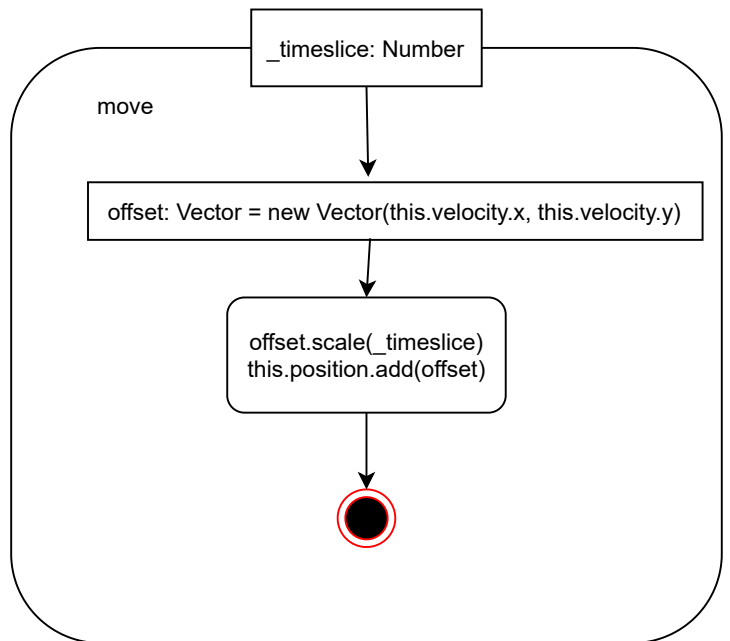 _timeslice: Number
move
offset: Vector = new Vector(this.velocity.x, this.velocity.y)
offset.scale(_timeslice)
this.position.add(offset)